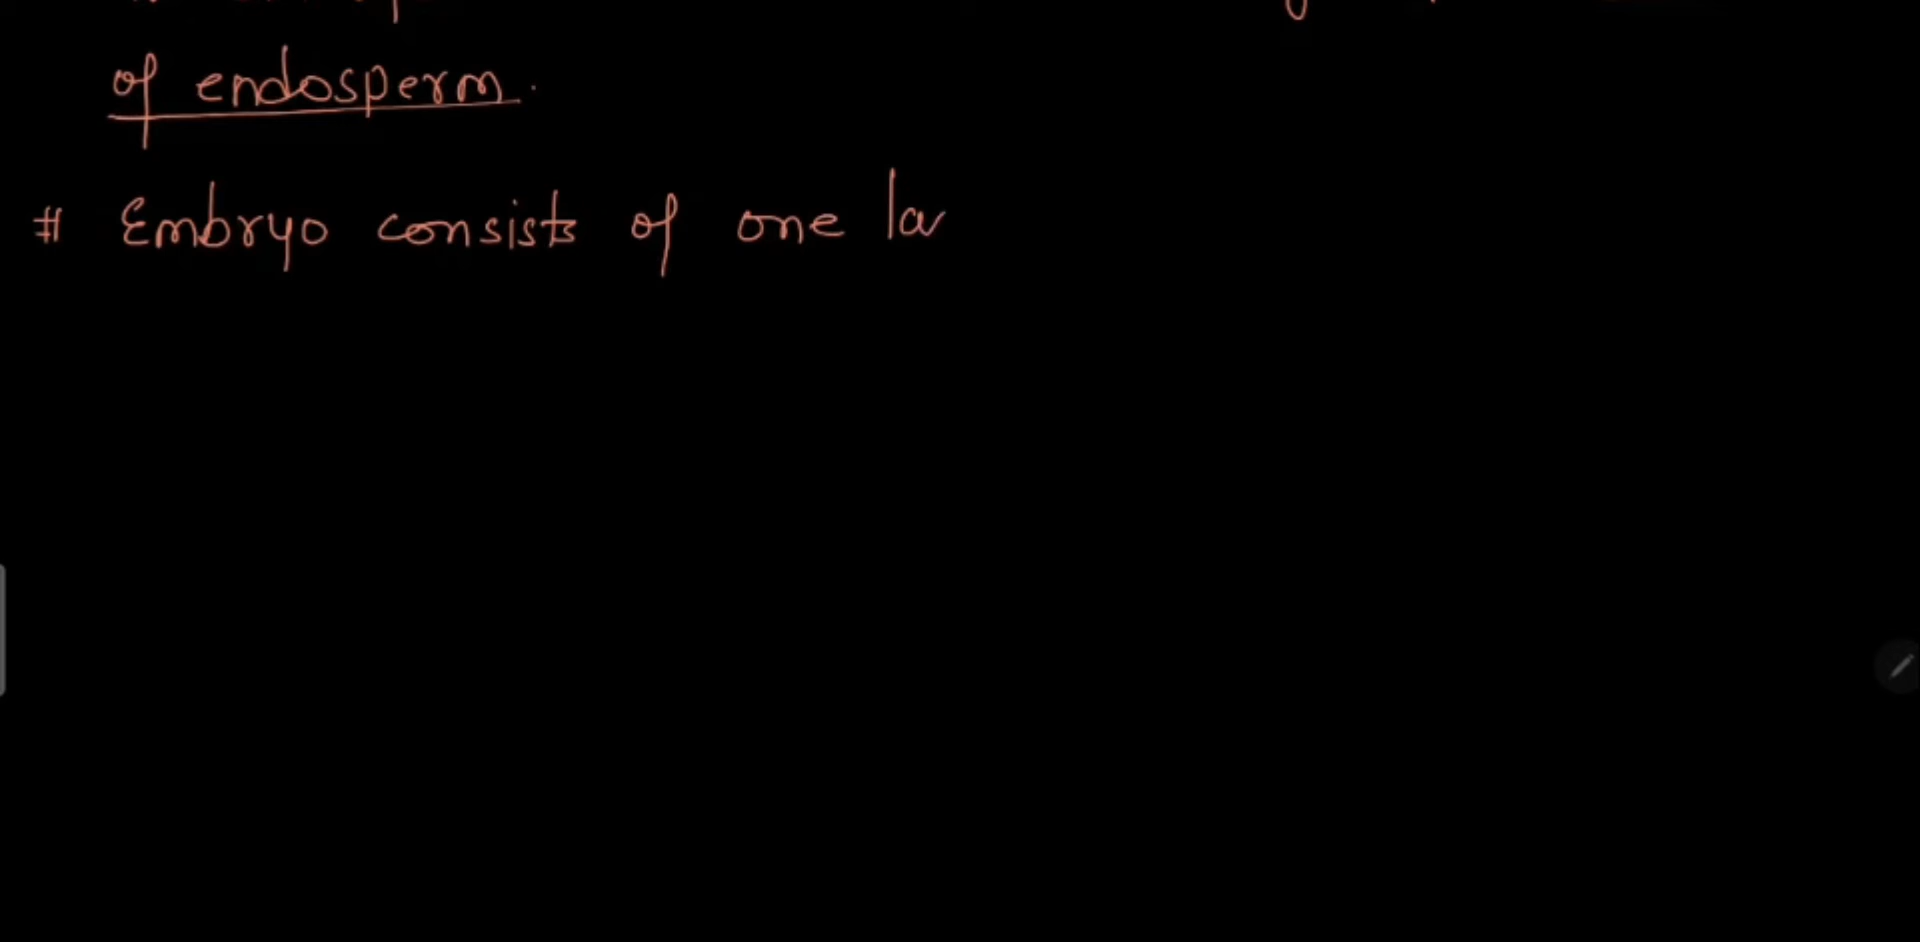 of endosperm.
# Embryo consists of one la